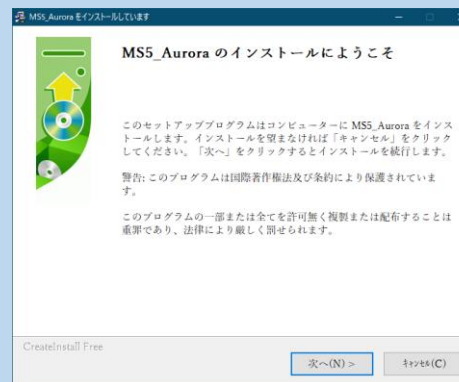 MS5_Aurora をインストールしています
MS5_Aurora のインストールにようこそ
このセットアッププログラムはコンピューターに MS5_Aurora をインス
トールします。インストールを望まなければ「キャンセル」をクリック
してください。「次へ」をクリックするとインストールを続行します。
警告: このプログラムは国際著作権法及び条約により保護されていま
す。
このプログラムの一部または全てを許可無く複製または配布することは
重罪であり、法律により厳しく罰せられます。
CreateInstall Free
次へ(N) >
キャンセル(C)